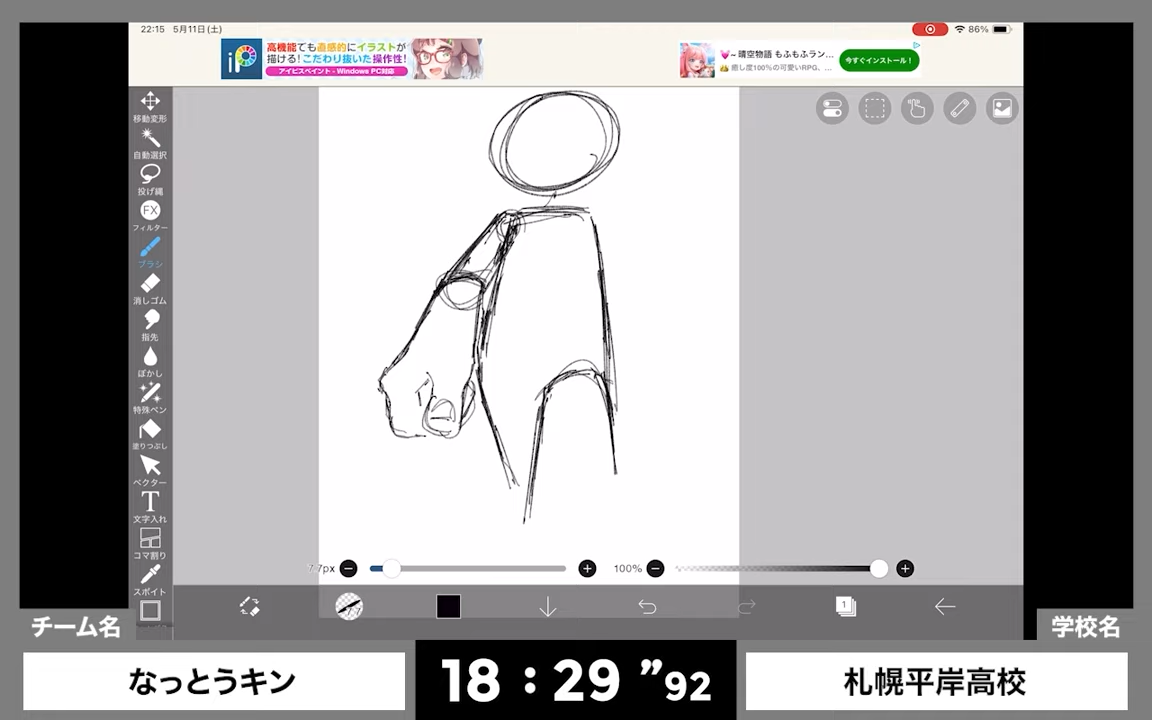 22:15 5月11日(土)
86%
高機能でも直感的にイラストが
描ける!こだわり抜いた操作性!
アイビスペイント・Windows PC対応
💓~晴空物語 もふもふラン...
👑癒し度100%の可愛いRPG、...
今すぐインストール!
移動変形
自動選択
投げ縄
FX
フィルター
ブラシ
消しゴム
指先
ぼかし
特殊ペン
塗りつぶし
ベクター
T
文字入れ
コマ割り
スポイト
7.7px
100%
1
チーム名
学校名
なっとうキン
18:29"92
札幌平岸高校